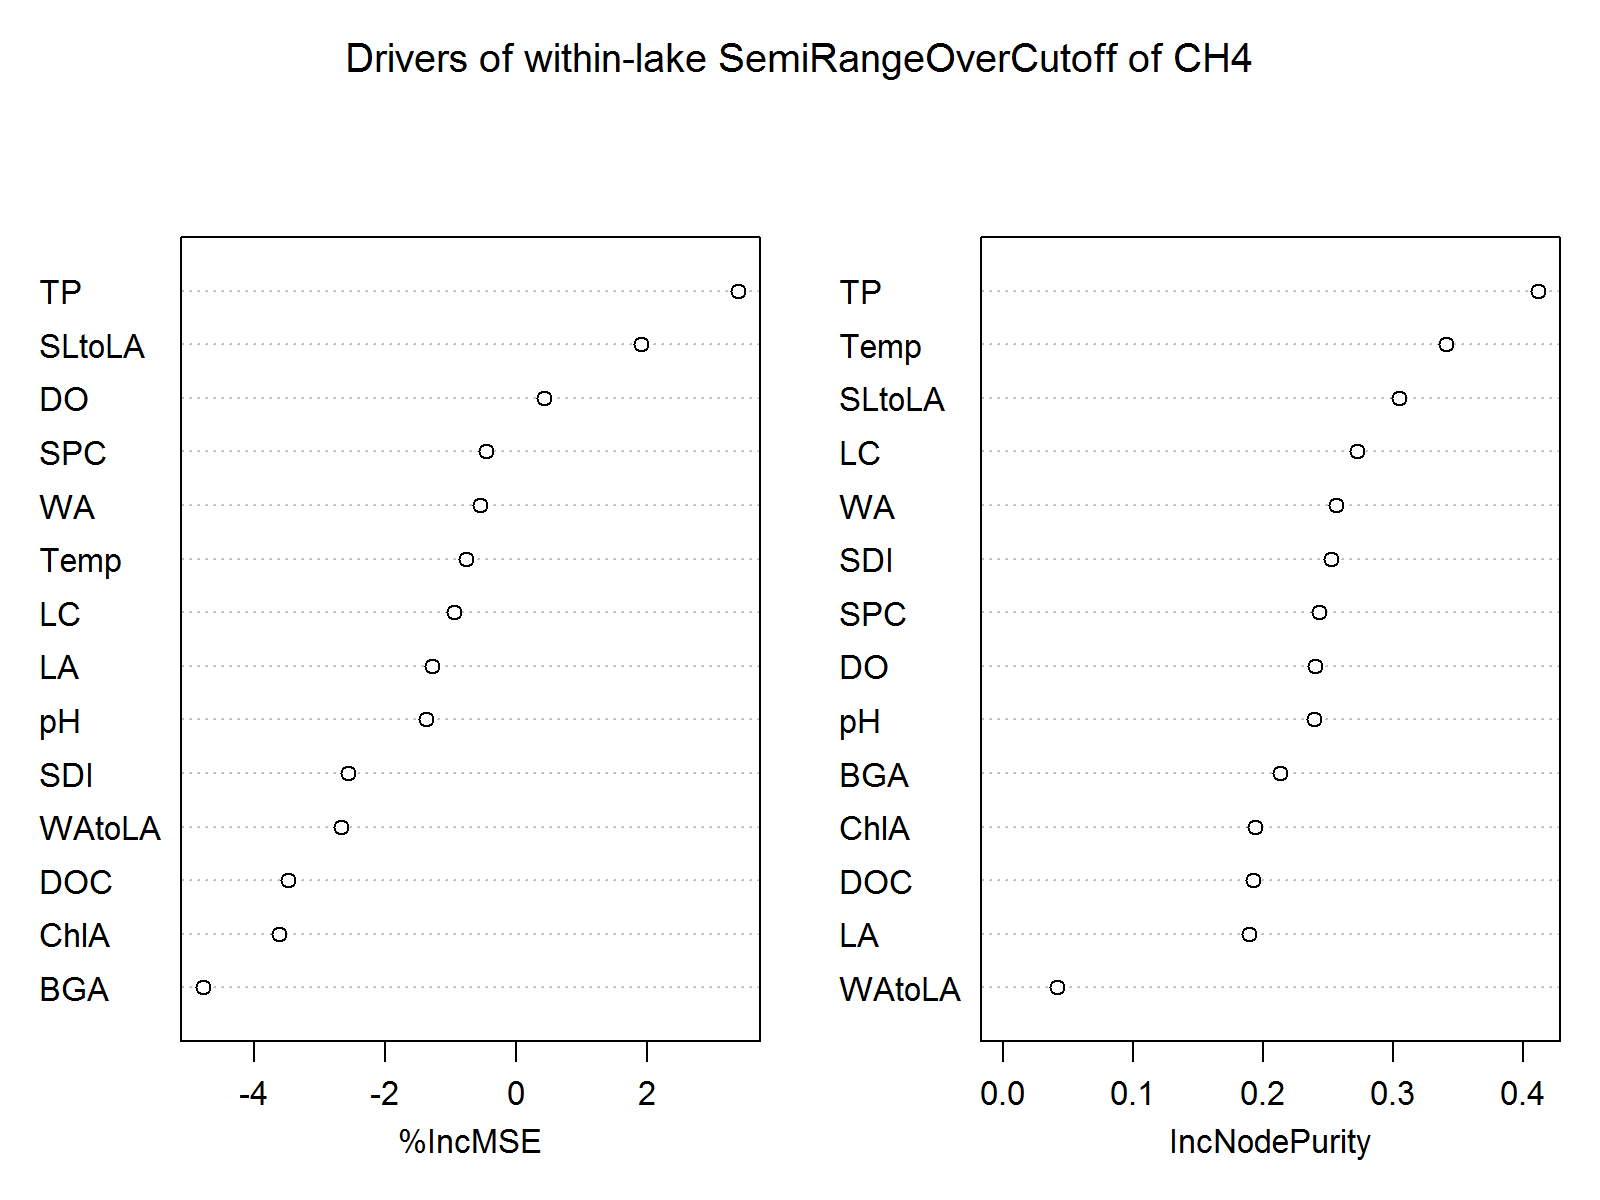 Drivers of within-lake SemiRangeOverCutoff of CH4
TP
SLtoLA
DO
SPC
WA
Temp
LC
LA
pH
SDI
WAtoLA
DOC
ChlA
BGA
-4 -2 0 2
%IncMSE
TP
Temp
SLtoLA
LC
WA
SDI
SPC
DO
pH
BGA
ChlA
DOC
LA
WAtoLA
0.0 0.1 0.2 0.3 0.4
IncNodePurity